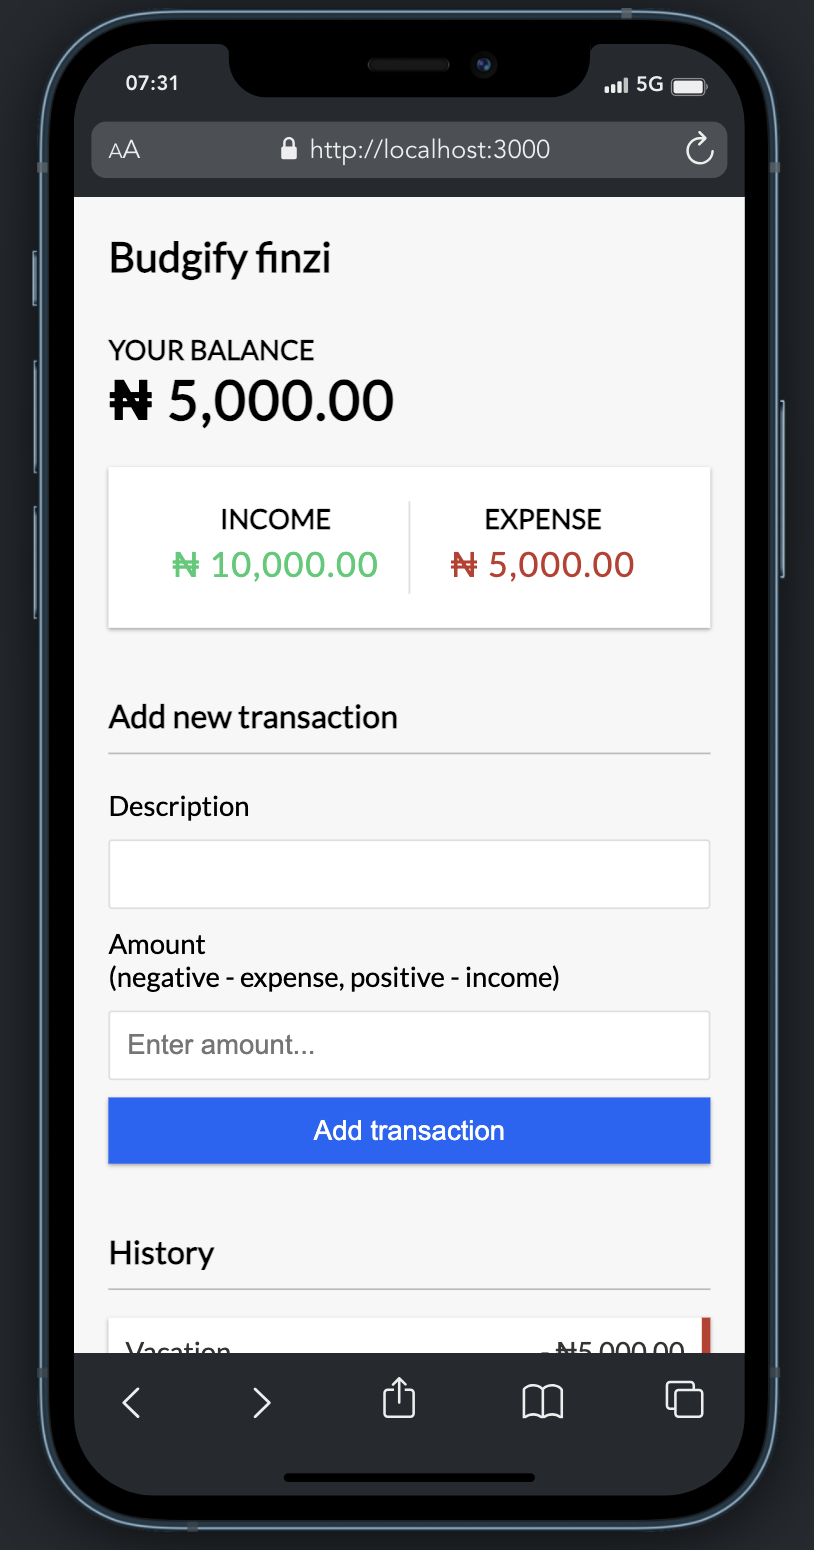 07:31
5G
AA
http://localhost:3000
Budgify finzi
YOUR BALANCE
₦ 5,000.00
INCOME
EXPENSE
₦ 10,000.00
₦ 5,000.00
Add new transaction
Description
Amount
(negative - expense, positive - income)
Enter amount...
Add transaction
History
Vacation
- ₦5,000.00